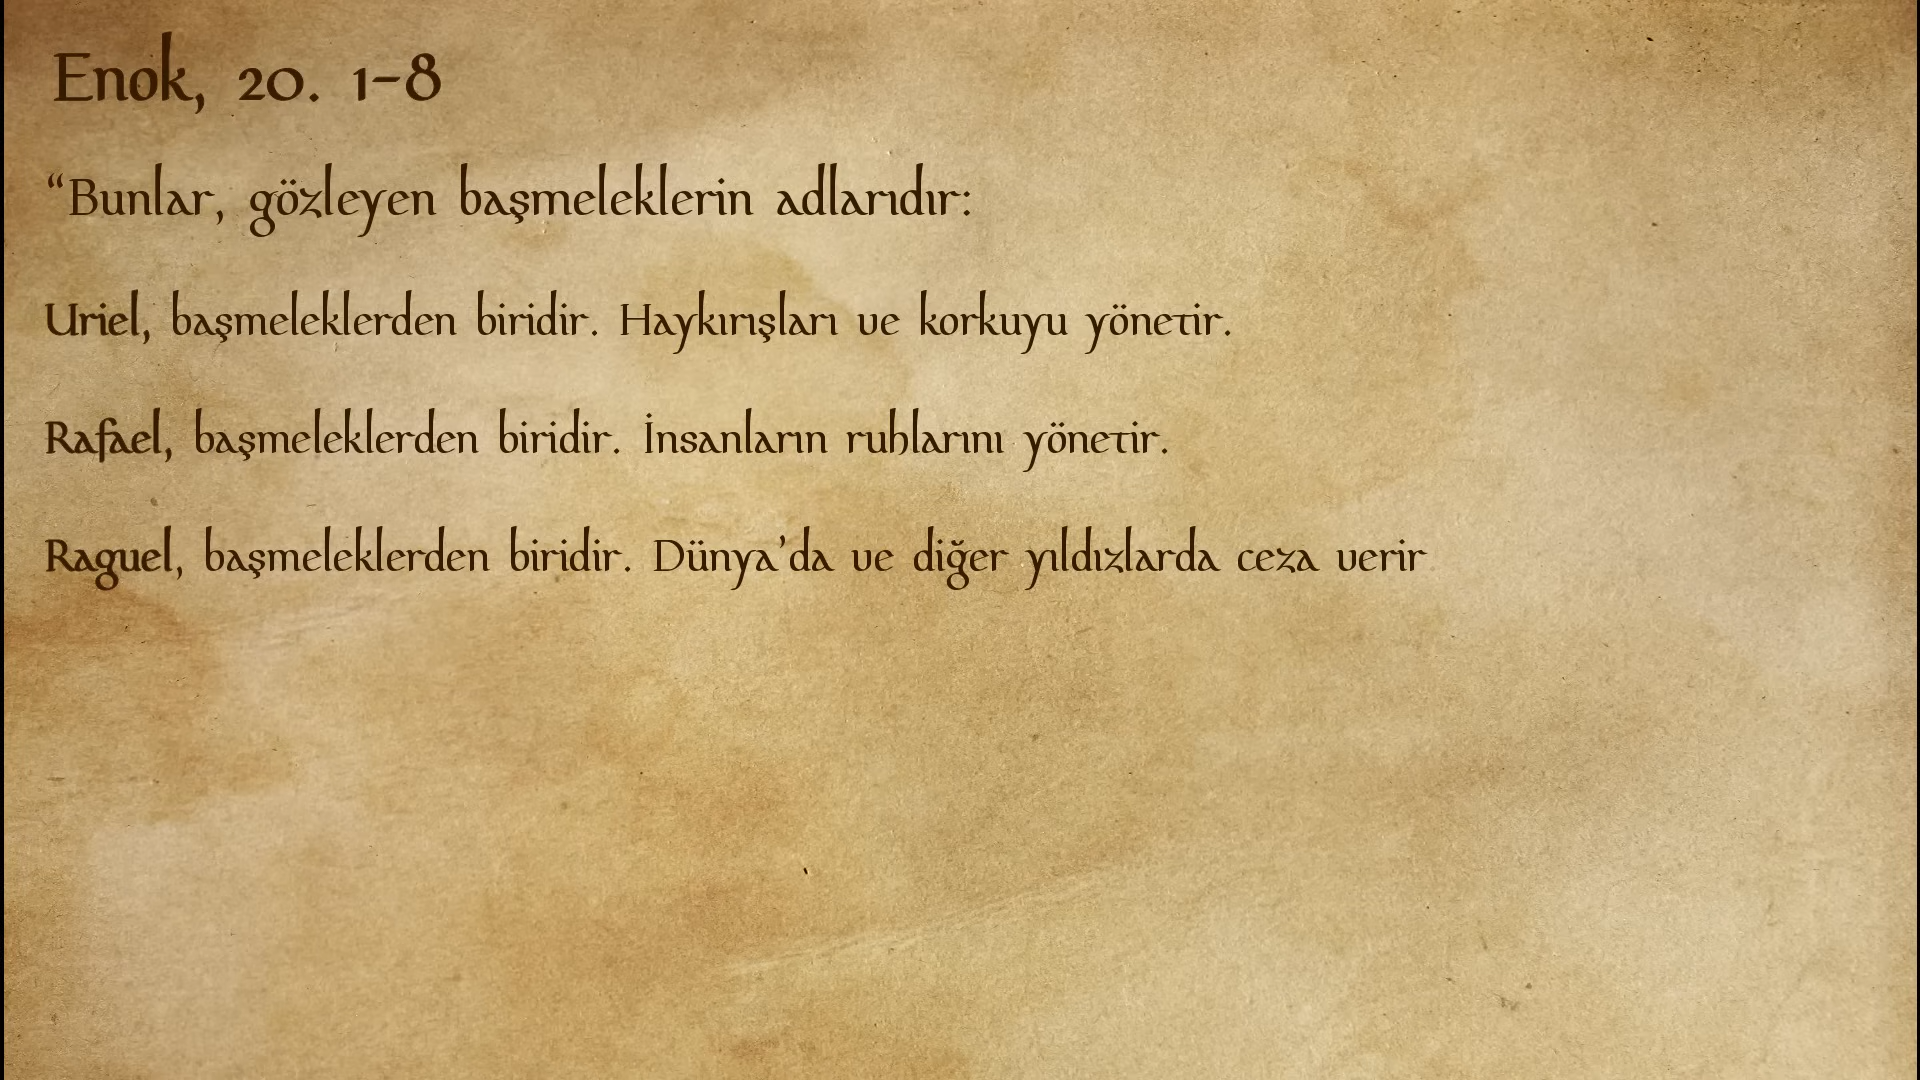 Enok, 20. 1-8
“Bunlar, gözleyen başmeleklerin adlarıdır:
Uriel, başmeleklerden biridir. Haykırışları ve korkuyu yönetir.
Rafael, başmeleklerden biridir. İnsanların ruhlarını yönetir.
Raguel, başmeleklerden biridir. Dünya’da ve diğer yıldızlarda ceza verir